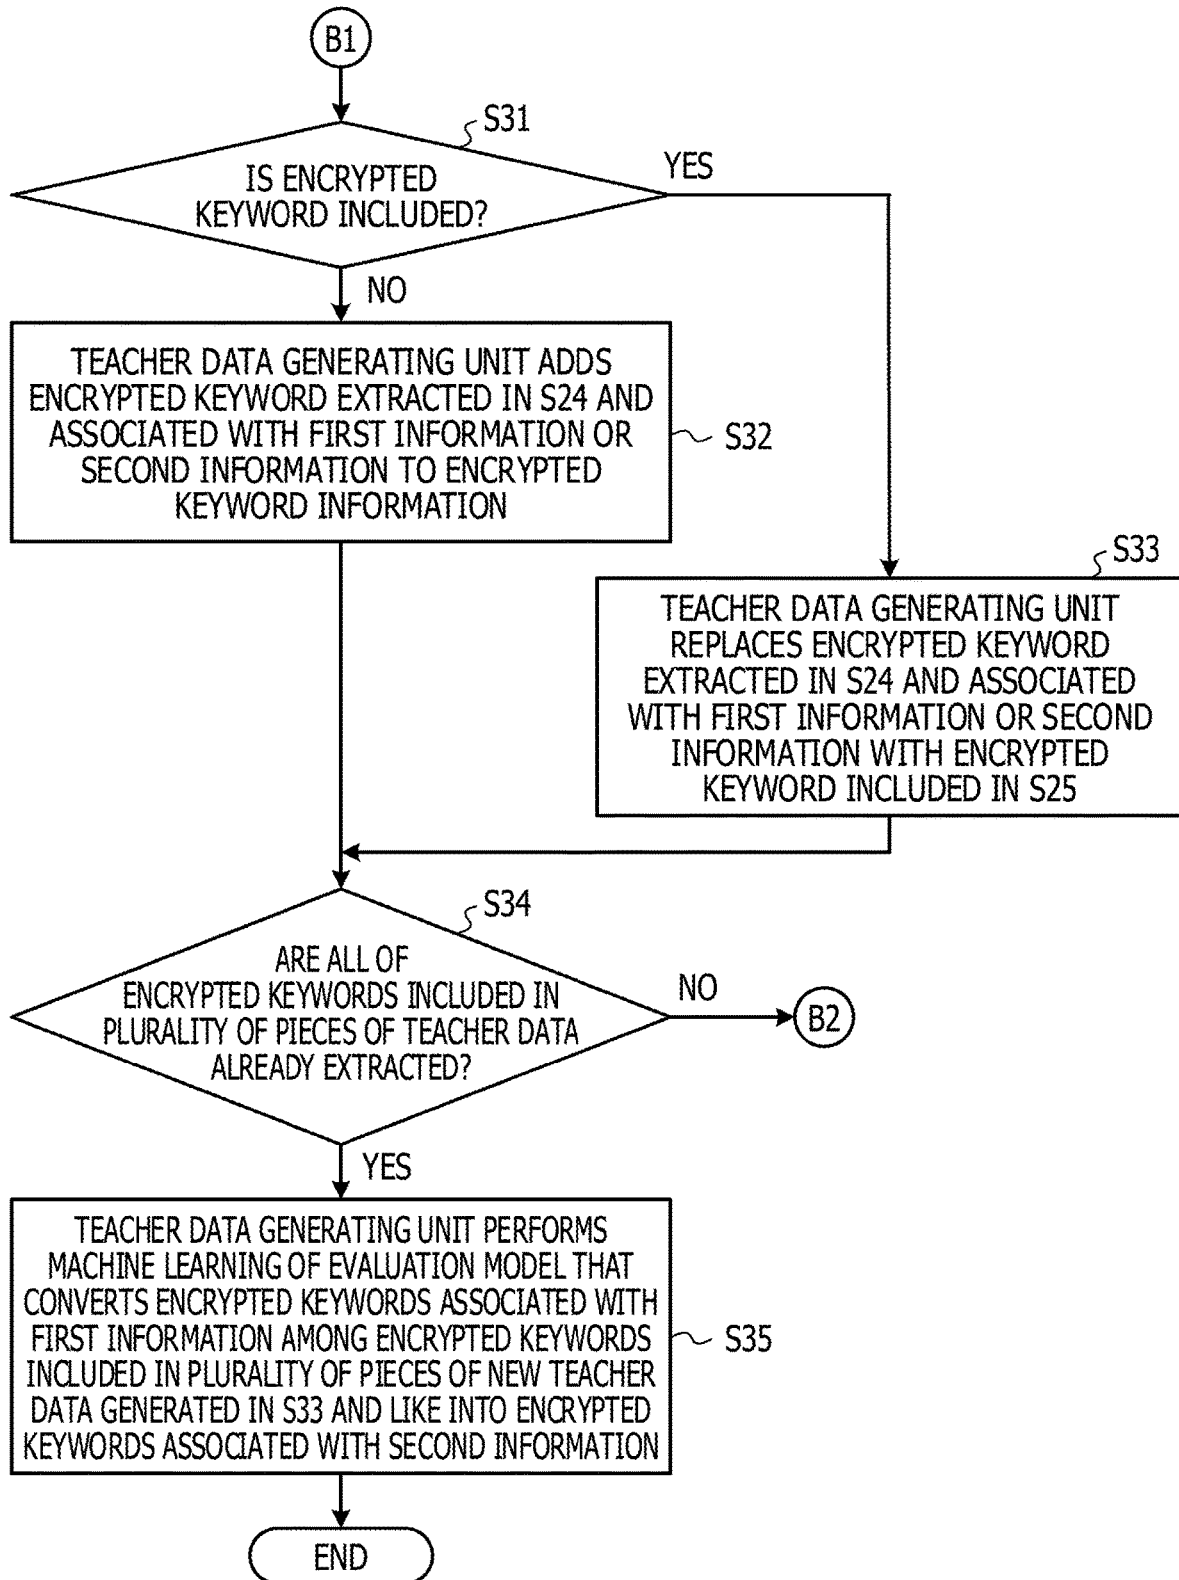 B1
S31
IS ENCRYPTED
KEYWORD INCLUDED?
YES
NO
TEACHER DATA GENERATING UNIT ADDS
ENCRYPTED KEYWORD EXTRACTED IN S24 AND
ASSOCIATED WITH FIRST INFORMATION OR
SECOND INFORMATION TO ENCRYPTED
KEYWORD INFORMATION
S32
S33
TEACHER DATA GENERATING UNIT
REPLACES ENCRYPTED KEYWORD
EXTRACTED IN S24 AND ASSOCIATED
WITH FIRST INFORMATION OR SECOND
INFORMATION WITH ENCRYPTED
KEYWORD INCLUDED IN S25
S34
ARE ALL OF
ENCRYPTED KEYWORDS INCLUDED IN
PLURALITY OF PIECES OF TEACHER DATA
ALREADY EXTRACTED?
NO
B2
YES
TEACHER DATA GENERATING UNIT PERFORMS
MACHINE LEARNING OF EVALUATION MODEL THAT
CONVERTS ENCRYPTED KEYWORDS ASSOCIATED WITH
FIRST INFORMATION AMONG ENCRYPTED KEYWORDS
INCLUDED IN PLURALITY OF PIECES OF NEW TEACHER
DATA GENERATED IN S33 AND LIKE INTO ENCRYPTED
KEYWORDS ASSOCIATED WITH SECOND INFORMATION
S35
END